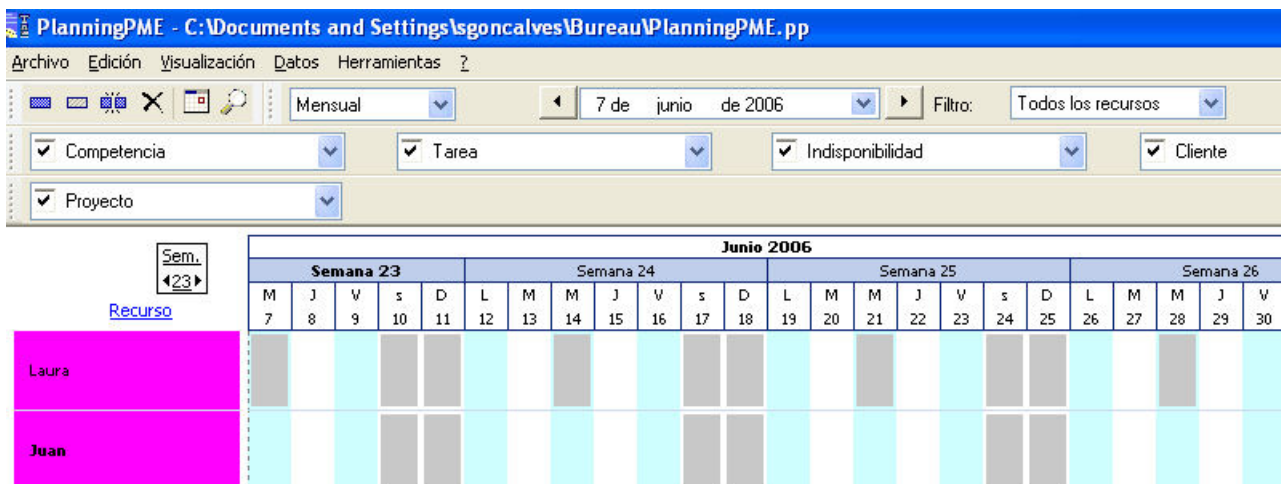 PlanningPME - C:\Documents and Settings\sgoncalves\Bureau\PlanningPME.pp
Archivo Edición Visualización Datos Herramientas ?
Mensual 7 de junio de 2006 Filtro: Todos los recursos
Competencia Tarea Indisponibilidad Cliente
Proyecto
Junio 2006
Sem.
23
Semana 23 Semana 24 Semana 25 Semana 26
Recurso
M J V s D L M M J V s D L M M J V s D L M M J V
7 8 9 10 11 12 13 14 15 16 17 18 19 20 21 22 23 24 25 26 27 28 29 30
Laura
Juan